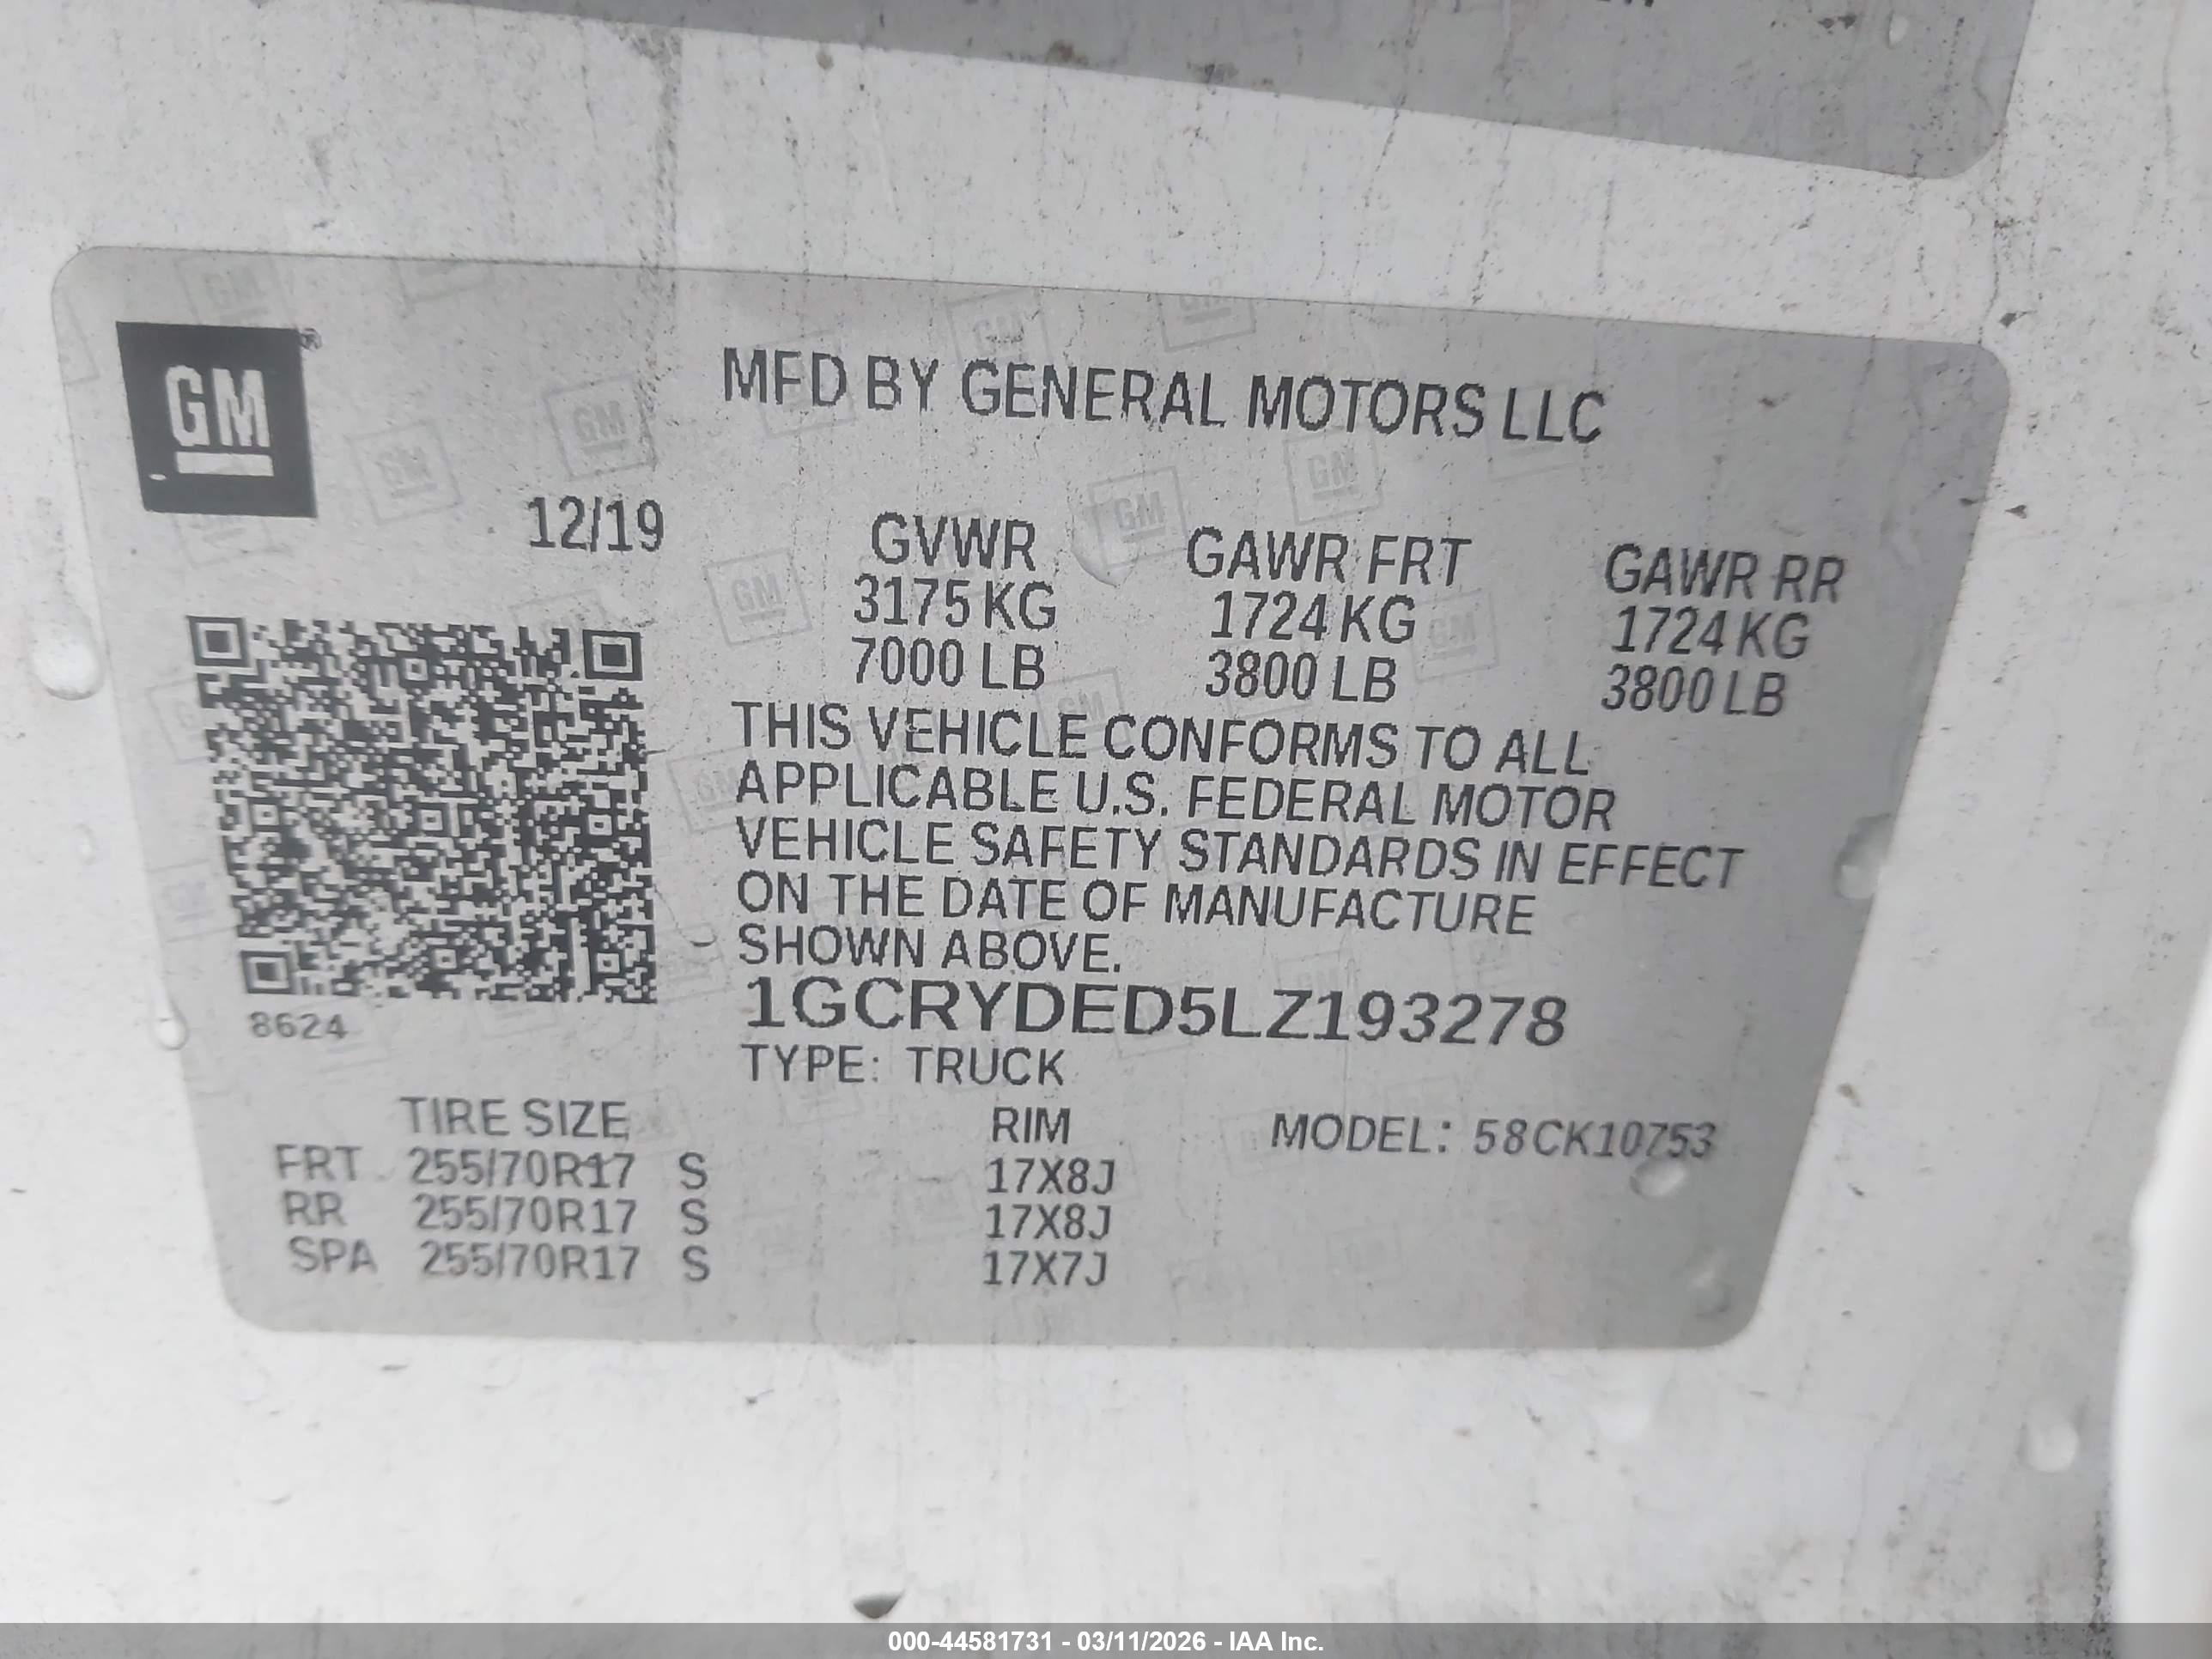 GM
MFD BY GENERAL MOTORS LLC
12/19
GVWR GAWR FRT GAWR RR
3175 KG 1724 KG 1724 KG
7000 LB 3800 LB 3800 LB
THIS VEHICLE CONFORMS TO ALL
APPLICABLE U.S. FEDERAL MOTOR
VEHICLE SAFETY STANDARDS IN EFFECT
ON THE DATE OF MANUFACTURE
SHOWN ABOVE.
1GCRYDED5LZ193278
8624
TYPE: TRUCK
TIRE SIZE RIM MODEL: 58CK10753
FRT 255/70R17 S 17X8J
RR 255/70R17 S 17X8J
SPA 255/70R17 S 17X7J
000-44581731 - 03/11/2026 - IAA Inc.